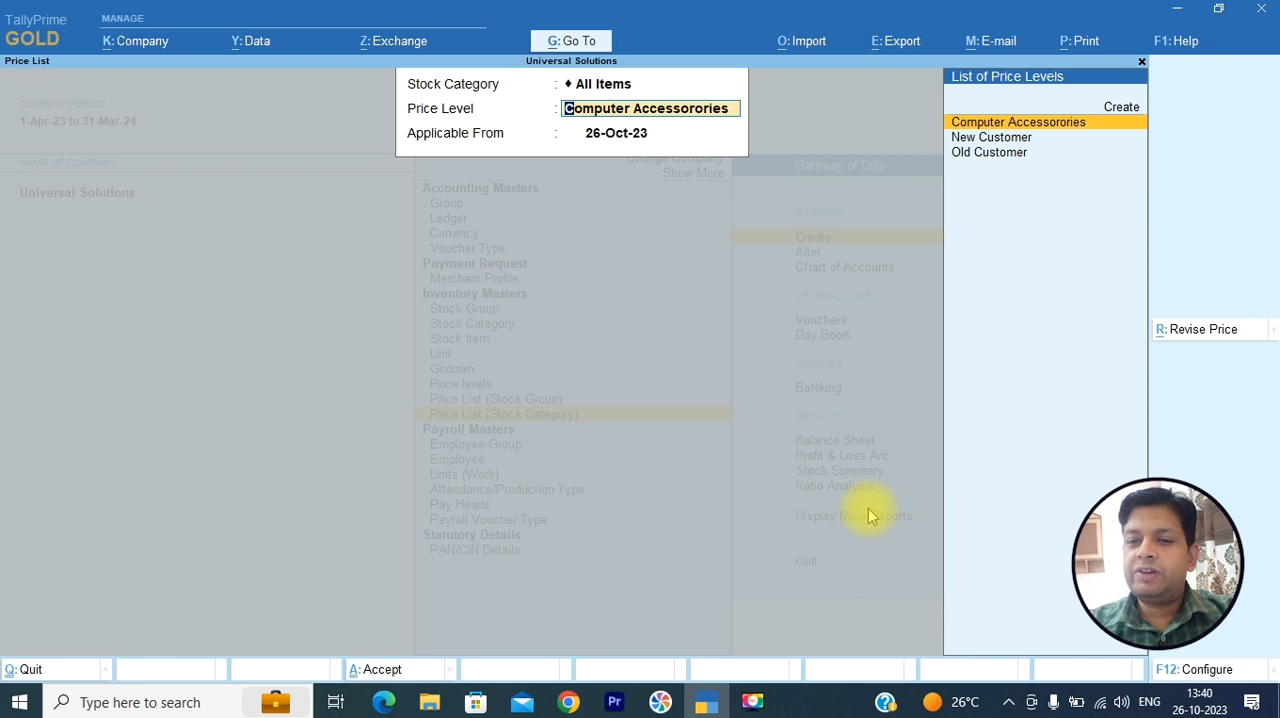 TallyPrime
GOLD
MANAGE
K: Company
Y: Data
Z: Exchange
G: Go To
O: Import
E: Export
M: E-mail
P: Print
F1: Help
Price List
Universal Solutions
Stock Category : ♦ All Items
Price Level : Computer Accessorories
Applicable From : 26-Oct-23
List of Price Levels
Create
Computer Accessorories
New Customer
Old Customer
CURRENT PERIOD
1-Apr-23 to 31-Mar-24
NAME OF COMPANY
Universal Solutions
Change Company
Show More
Accounting Masters
Group
Ledger
Currency
Voucher Type
Payment Request
Merchant Profile
Inventory Masters
Stock Group
Stock Category
Stock Item
Unit
Godown
Price levels
Price List (Stock Group)
Price List (Stock Category)
Payroll Masters
Employee Group
Employee
Units (Work)
Attendance/Production Type
Pay Heads
Payroll Voucher Type
Statutory Details
PAN/CIN Details
Gateway of Tally
MASTERS
Create
Alter
CHart of Accounts
TRANSACTIONS
Vouchers
Day BooK
UTILITIES
BaNking
REPORTS
Balance Sheet
Profit & Loss A/c
Stock Summary
Ratio Analysis
Display More Reports
Quit
R: Revise Price
Q: Quit
A: Accept
F12: Configure
Type here to search
Pr
26°C
ENG
13:40
26-10-2023